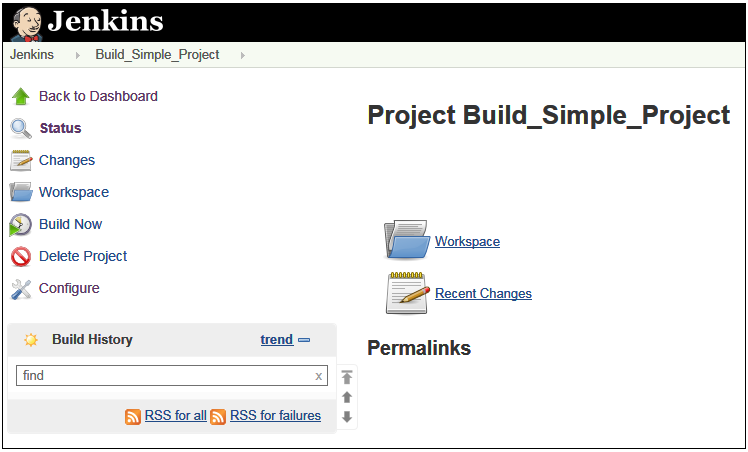 Jenkins
Jenkins Build_Simple_Project
Back to Dashboard
Status
Changes
Workspace
Build Now
Delete Project
Configure
Build History trend
find x
RSS for all RSS for failures
Project Build_Simple_Project
Workspace
Recent Changes
Permalinks